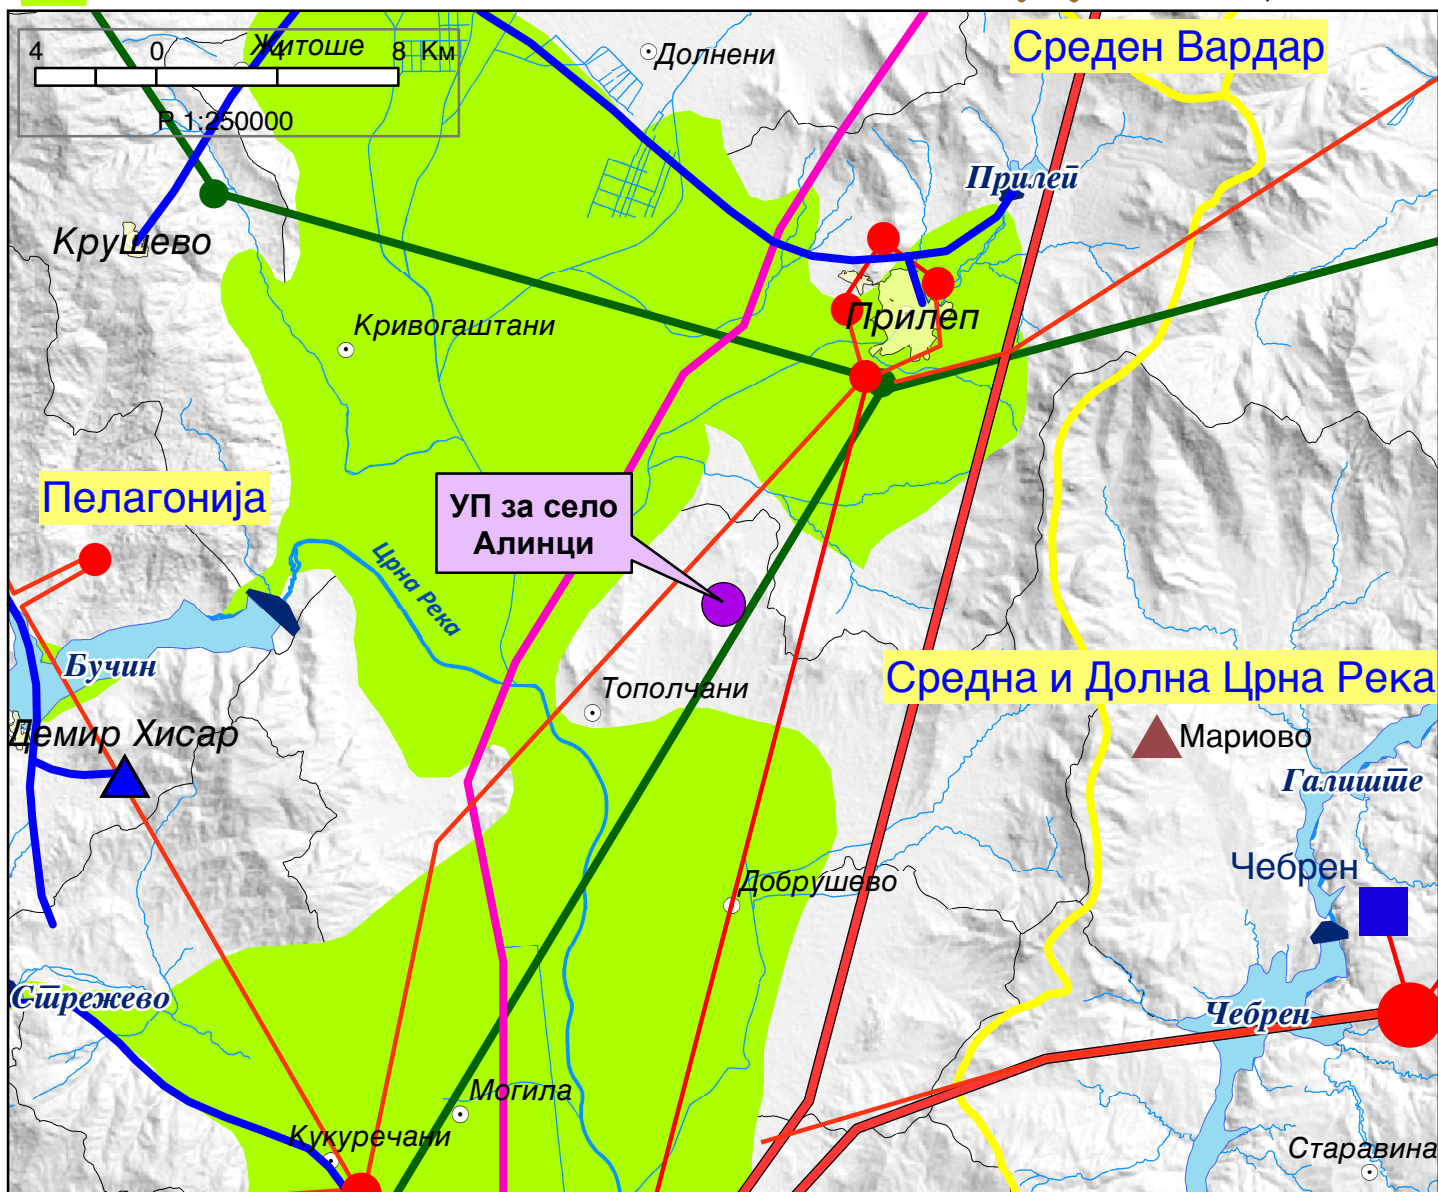 4 0 4 8 Км
Житоше
Р 1:250000
Долнени
Среден Вардар
Прилеп
Крушево
Кривогаштани
Прилеп
Пелагонија
УП за село
Алинци
Црна Река
Бучин
Тополчани
Средна и Долна Црна Река
Демир Хисар
Мариово
Галиште
Чебрен
Добрушево
Стрежево
Чебрен
Могила
Кукуречани
Старавина